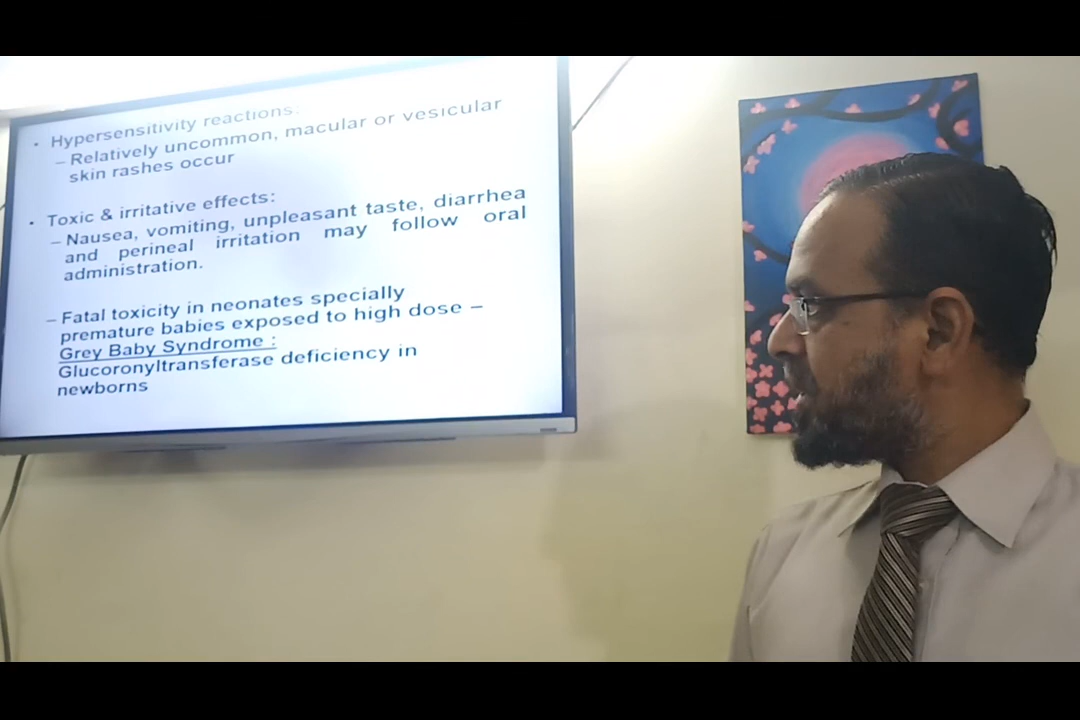 • Hypersensitivity reactions:
– Relatively uncommon, macular or vesicular
skin rashes occur
• Toxic & irritative effects:
– Nausea, vomiting, unpleasant taste, diarrhea
and perineal irritation may follow oral
administration.
– Fatal toxicity in neonates specially
premature babies exposed to high dose –
Grey Baby Syndrome :
Glucoronyltransferase deficiency in
newborns